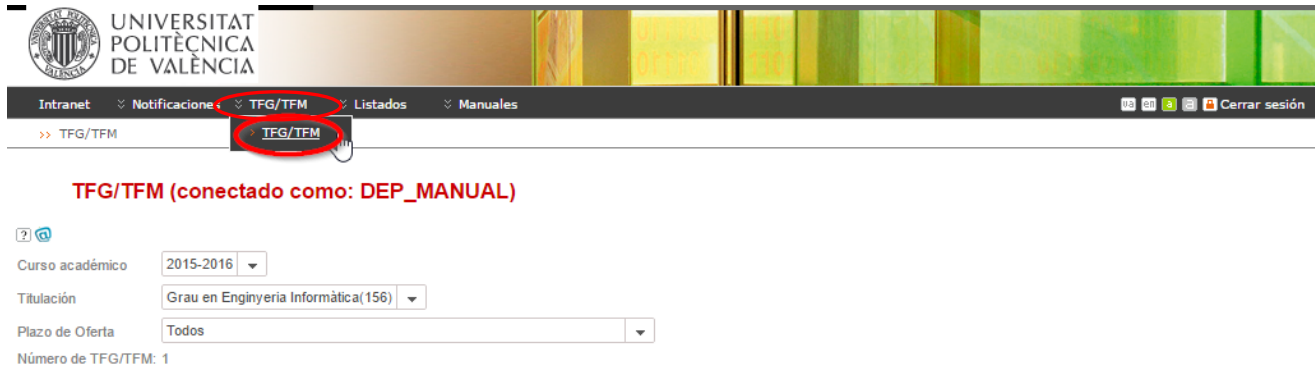 UNIVERSITAT
POLITÈCNICA
DE VALÈNCIA
Intranet Notificaciones TFG/TFM Listados Manuales va en a a Cerrar sesión
>> TFG/TFM > TFG/TFM
TFG/TFM (conectado como: DEP_MANUAL)
? @
Curso académico 2015-2016
Titulación Grau en Enginyeria Informàtica(156)
Plazo de Oferta Todos
Número de TFG/TFM: 1